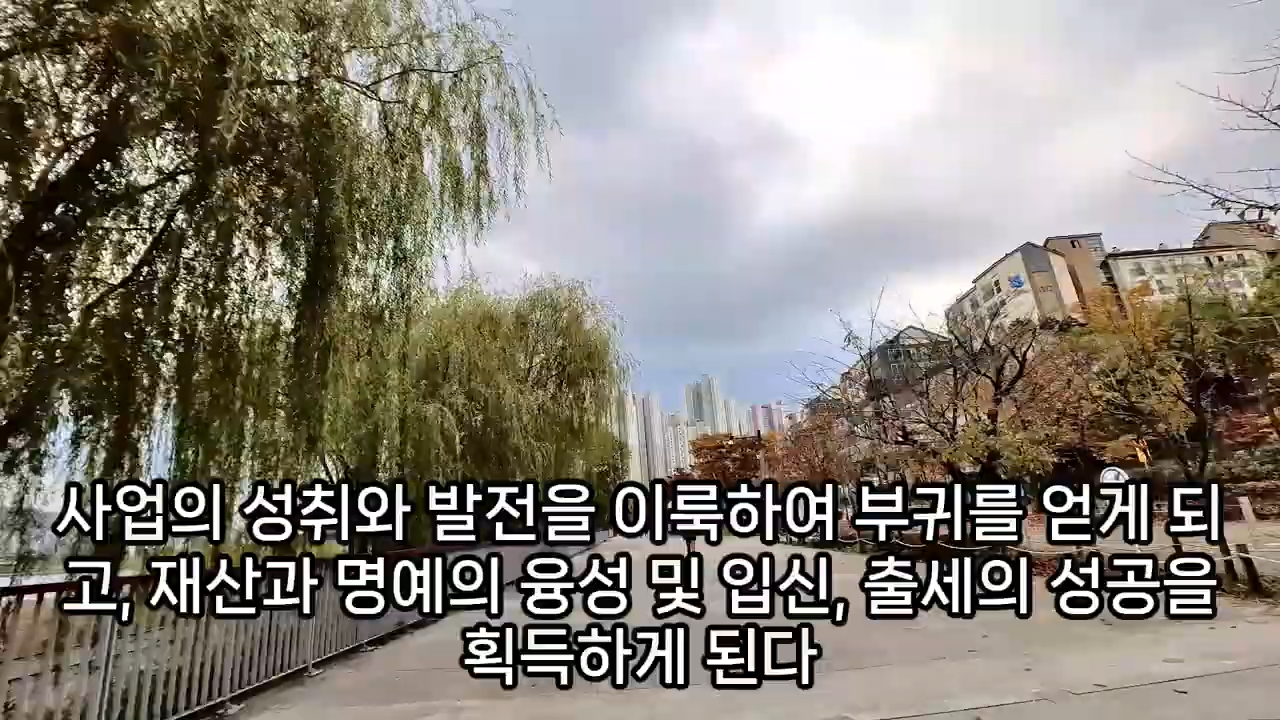 사업의 성취와 발전을 이룩하여 부귀를 얻게 되
고, 재산과 명예의 융성 및 입신, 출세의 성공을
획득하게 된다